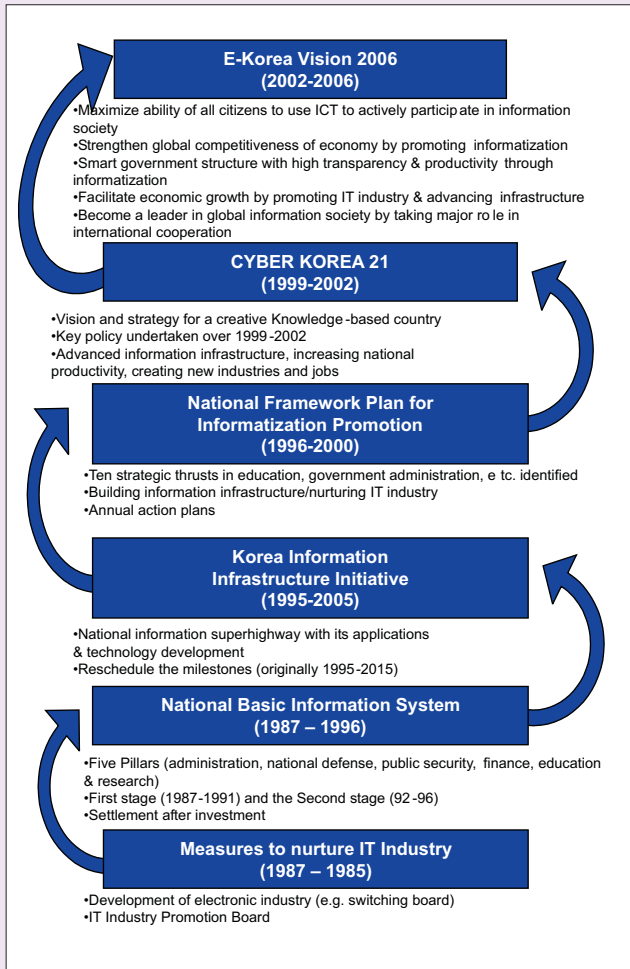 E-Korea Vision 2006
(2002-2006)
•Maximize ability of all citizens to use ICT to actively participate in information
society
•Strengthen global competitiveness of economy by promoting informatization
•Smart government structure with high transparency & productivity through
informatization
•Facilitate economic growth by promoting IT industry & advancing infrastructure
•Become a leader in global information society by taking major ro le in
international cooperation
CYBER KOREA 21
(1999-2002)
•Vision and strategy for a creative Knowledge-based country
•Key policy undertaken over 1999-2002
•Advanced information infrastructure, increasing national
productivity, creating new industries and jobs
National Framework Plan for
Informatization Promotion
(1996-2000)
•Ten strategic thrusts in education, government administration, e tc. identified
•Building information infrastructure/nurturing IT industry
•Annual action plans
Korea Information
Infrastructure Initiative
(1995-2005)
•National information superhighway with its applications
& technology development
•Reschedule the milestones (originally 1995-2015)
National Basic Information System
(1987 – 1996)
•Five Pillars (administration, national defense, public security, finance, education
& research)
•First stage (1987-1991) and the Second stage (92-96)
•Settlement after investment
Measures to nurture IT Industry
(1987 – 1985)
•Development of electronic industry (e.g. switching board)
•IT Industry Promotion Board